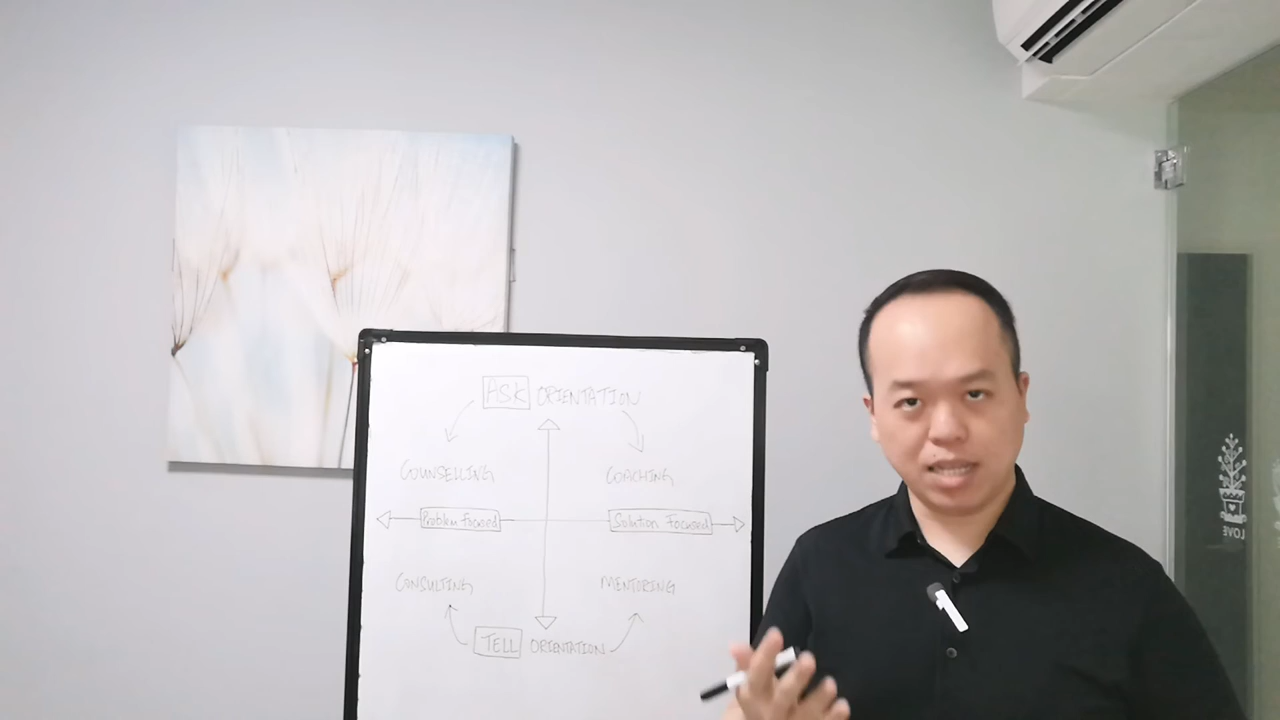 ASK ORIENTATION
COUNSELLING COACHING
Problem Focused Solution Focused
CONSULTING MENTORING
TELL ORIENTATION
LOVE